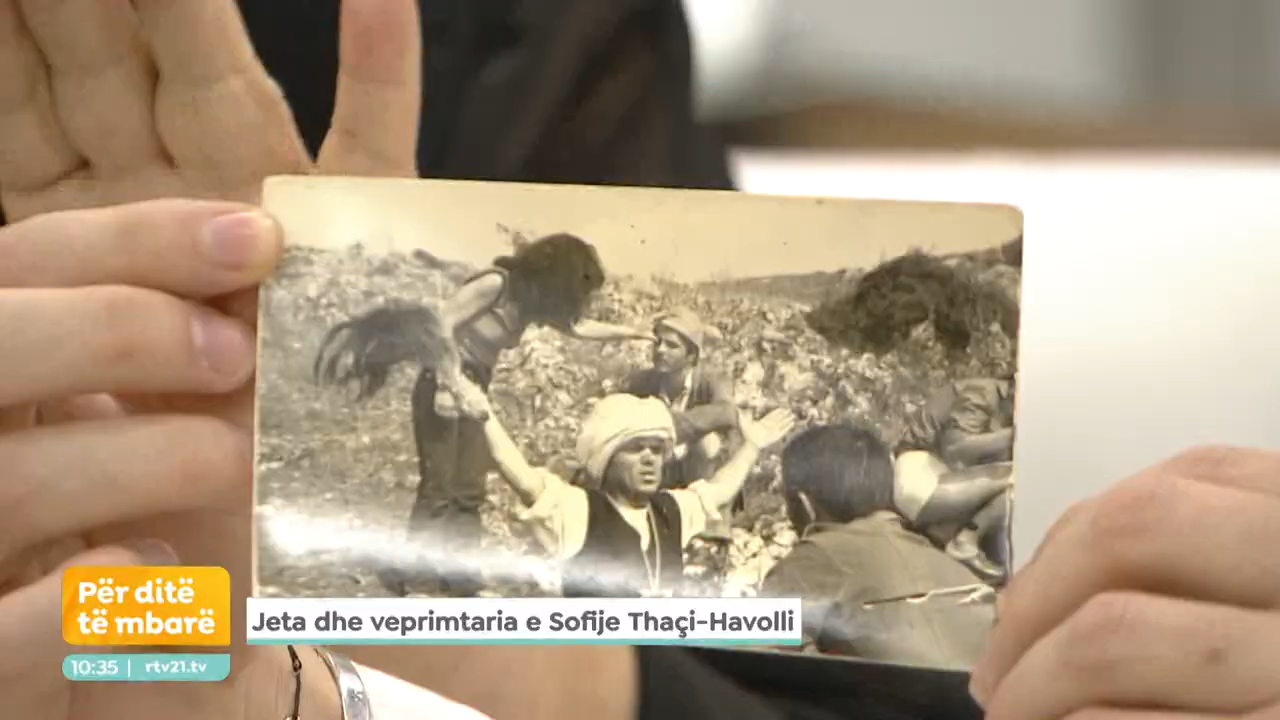 Për ditë
të mbarë
Jeta dhe veprimtaria e Sofije Thaçi-Havolli
10:35 | rtv21.tv